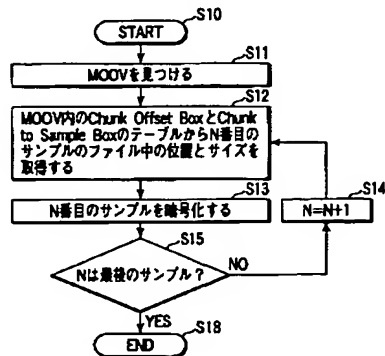 S10
START
S11
MOOVを見つける
S12
MOOV内のChunk Offset BoxとChunk
to Sample BoxのテーブルからN番目の
サンプルのファイル中の位置とサイズを
取得する
S13
N番目のサンプルを暗号化する
S14
N=N+1
S15
Nは最後のサンプル?
NO
YES
S18
END